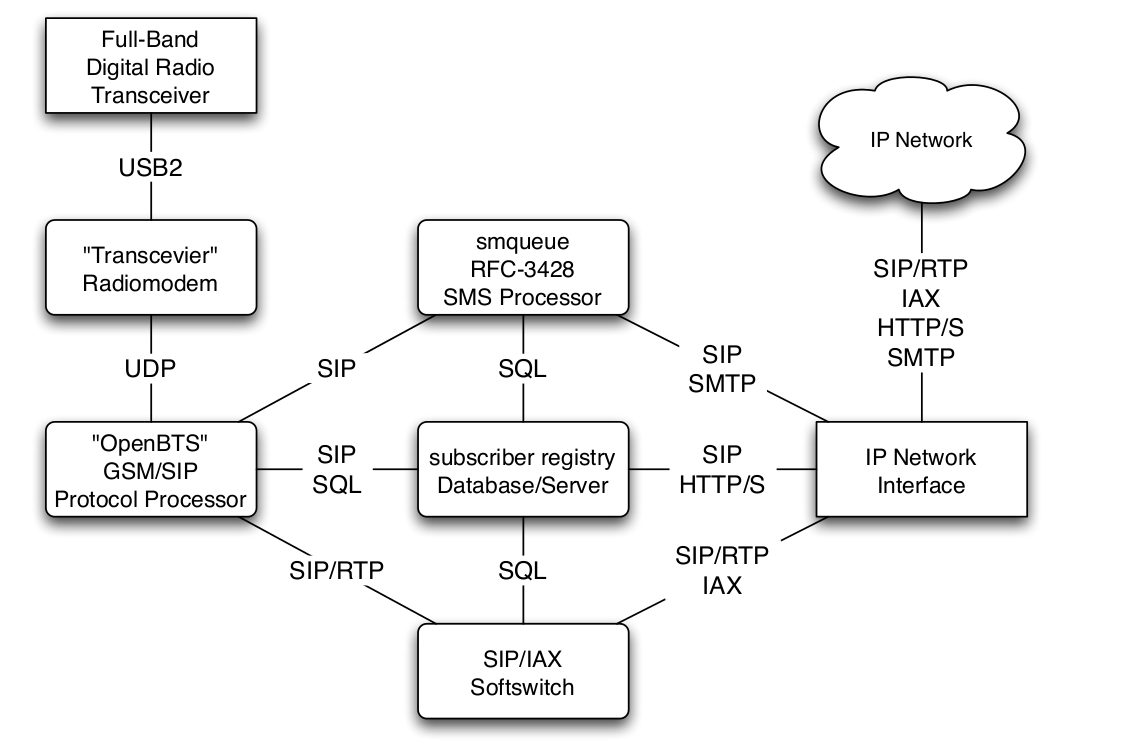 Full-Band
Digital Radio
Transceiver
USB2
"Transcevier"
Radiomodem
UDP
"OpenBTS"
GSM/SIP
Protocol Processor
SIP
SIP
SQL
SIP/RTP
smqueue
RFC-3428
SMS Processor
SQL
subscriber registry
Database/Server
SQL
SIP/IAX
Softswitch
SIP
SMTP
SIP
HTTP/S
SIP/RTP
IAX
IP Network
SIP/RTP
IAX
HTTP/S
SMTP
IP Network
Interface